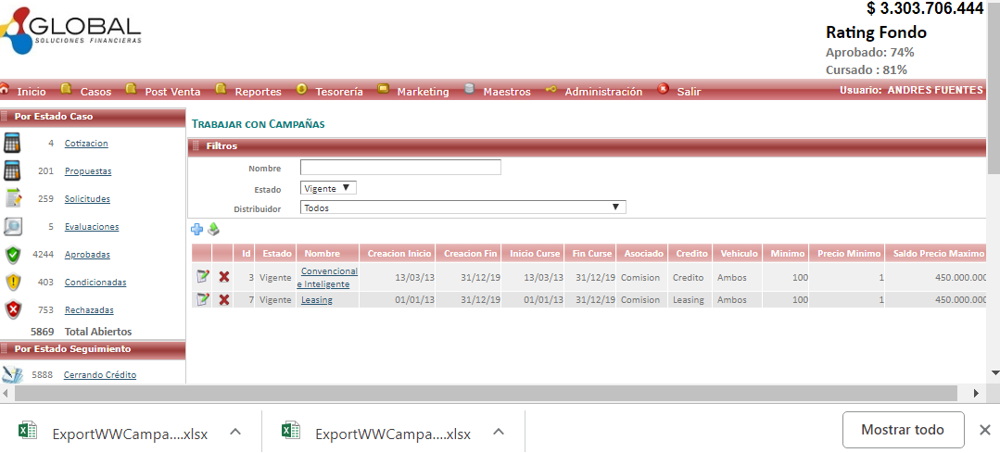 GLOBAL
SOLUCIONES FINANCIERAS
$ 3.303.706.444
Rating Fondo
Aprobado: 74%
Cursado : 81%
Inicio Casos Post Venta Reportes Tesorería Marketing Maestros Administración Salir Usuario: ANDRES FUENTES
Por Estado Caso
4 Cotizacion
201 Propuestas
259 Solicitudes
5 Evaluaciones
4244 Aprobadas
403 Condicionadas
753 Rechazadas
5869 Total Abiertos
Por Estado Seguimiento
5888 Cerrando Crédito
TRABAJAR CON CAMPAÑAS
Filtros
Nombre
Estado Vigente
Distribuidor Todos
Id Estado Nombre Creacion Inicio Creacion Fin Inicio Curse Fin Curse Asociado Credito Vehiculo Minimo Precio Minimo Saldo Precio Maximo
3 Vigente Convencional e Inteligente 13/03/13 31/12/19 13/03/13 31/12/19 Comision Credito Ambos 100 1 450.000.000
7 Vigente Leasing 01/01/13 31/12/19 01/01/13 31/12/19 Comision Leasing Ambos 100 1 450.000.000
ExportWWCampa....xlsx
ExportWWCampa....xlsx
Mostrar todo